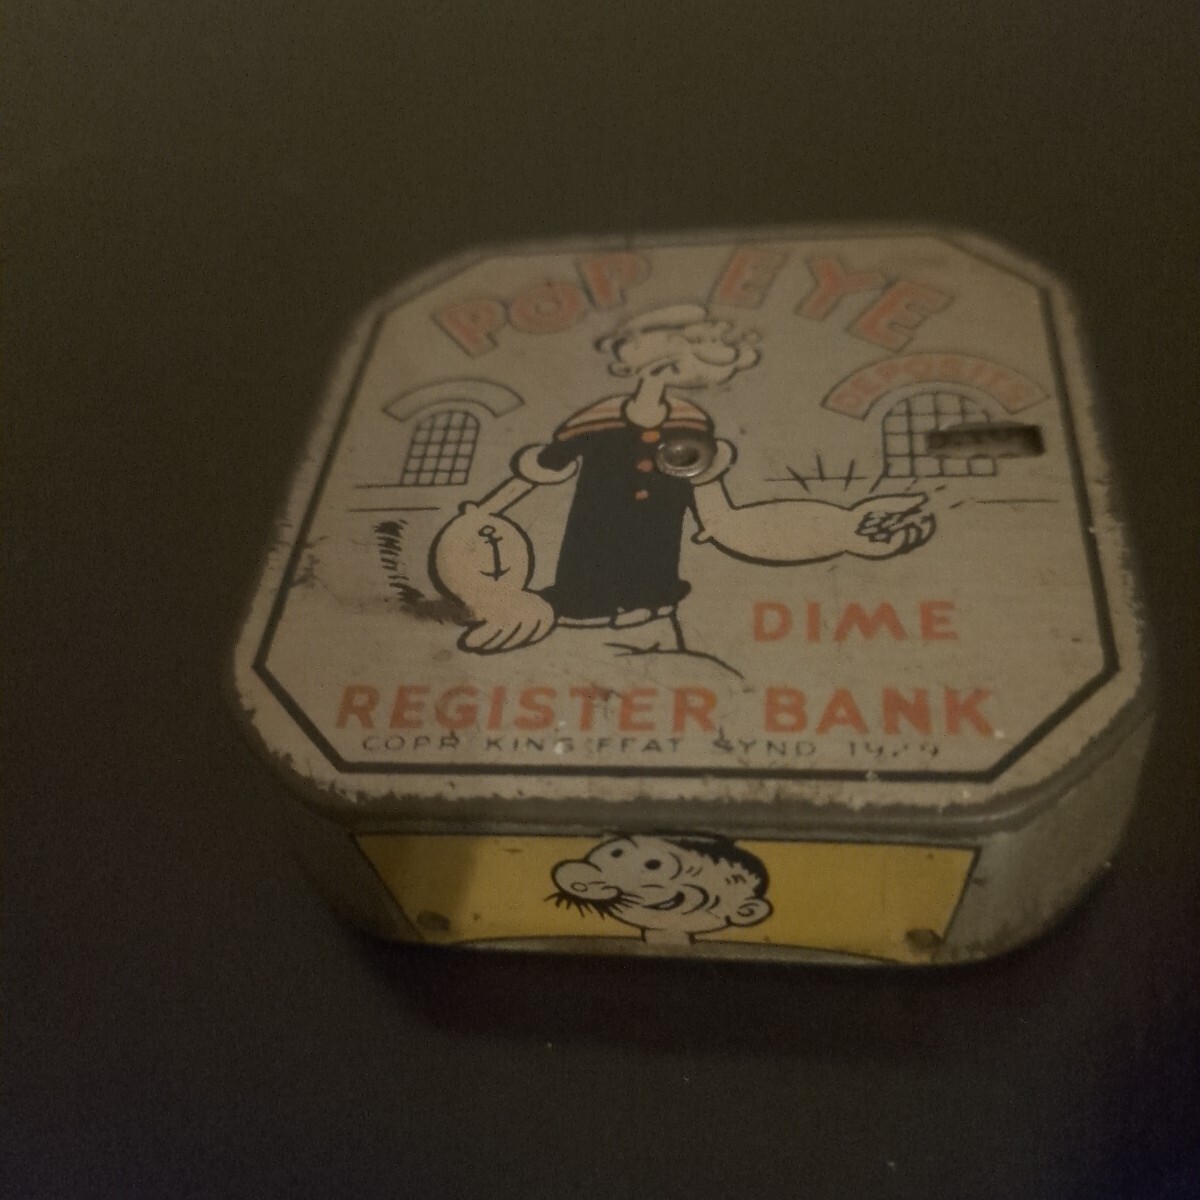 POP EYE
DEPOSITS
DIME
REGISTER BANK
COPR KING FEAT SYND 1929